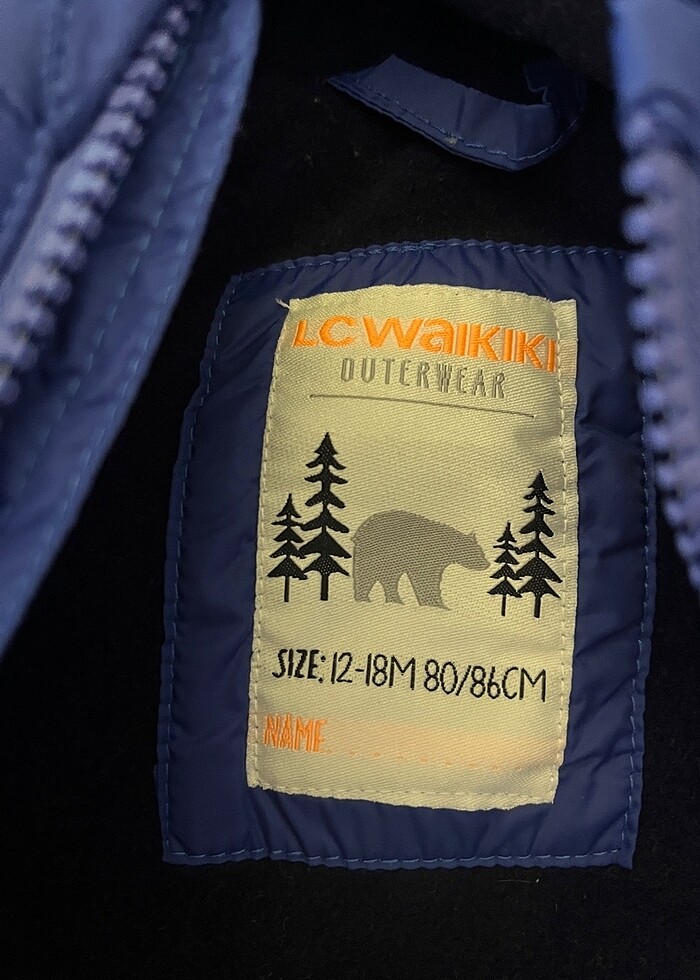 LCWAIKIKI
OUTERWEAR
SIZE: 12-18M 80/86CM
NAME